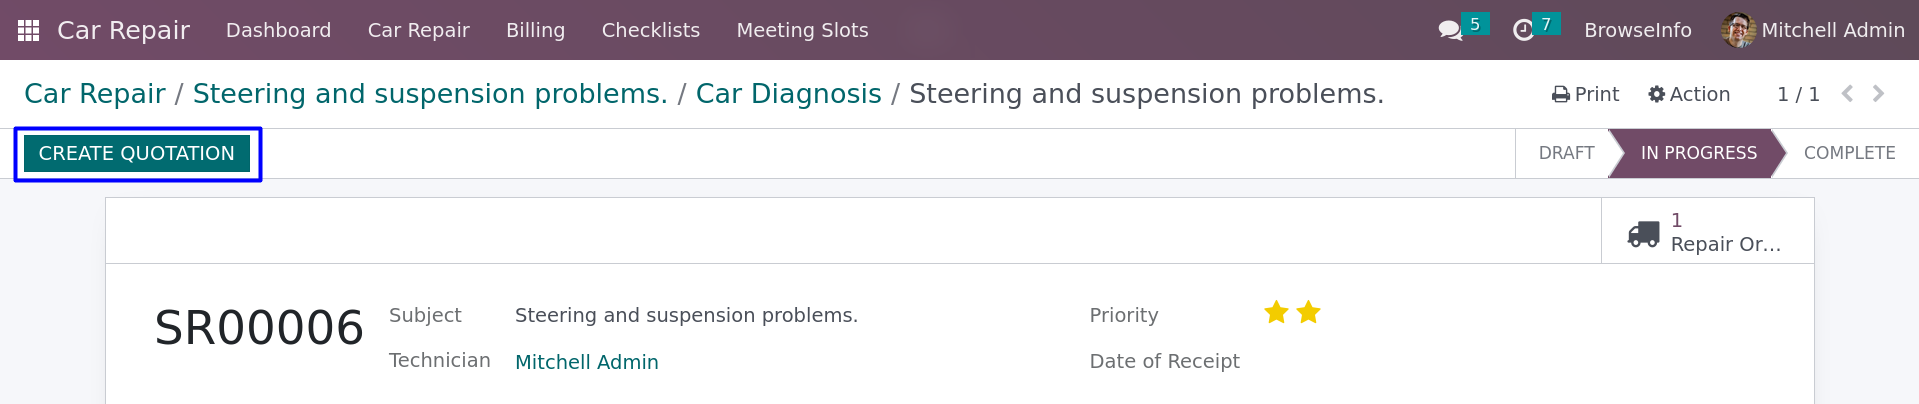 Car Repair Dashboard Car Repair Billing Checklists Meeting Slots 5 7 BrowseInfo Mitchell Admin
Car Repair / Steering and suspension problems. / Car Diagnosis / Steering and suspension problems. Print Action 1 / 1
CREATE QUOTATION DRAFT IN PROGRESS COMPLETE
1
Repair Or...
SR00006
Subject Steering and suspension problems. Priority
Technician Mitchell Admin Date of Receipt